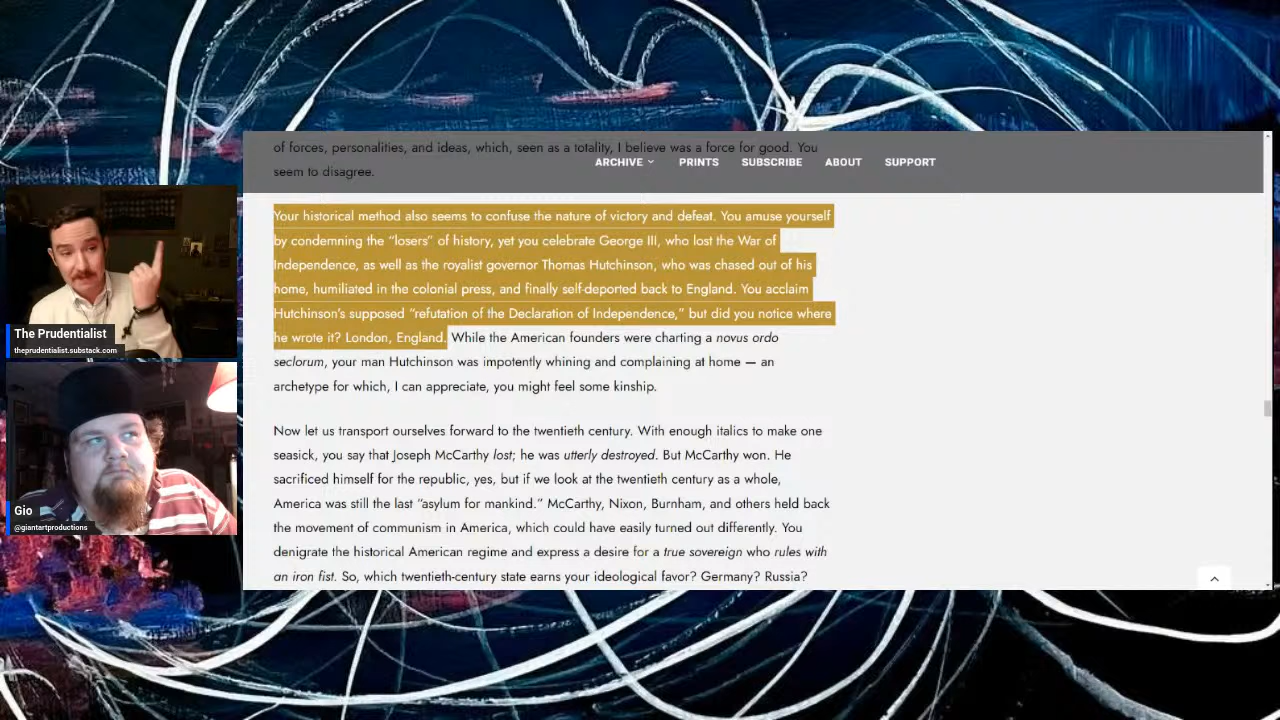 of forces, personalities, and ideas, which, seen as a totality, I believe was a force for good. You
ARCHIVE
PRINTS
SUBSCRIBE
ABOUT
SUPPORT
seem to disagree.
Your historical method also seems to confuse the nature of victory and defeat. You amuse yourself
by condemning the “losers” of history, yet you celebrate George III, who lost the War of
Independence, as well as the royalist governor Thomas Hutchinson, who was chased out of his
home, humiliated in the colonial press, and finally self-deported back to England. You acclaim
Hutchinson's supposed “refutation of the Declaration of Independence,” but did you notice where
he wrote it? London, England. While the American founders were charting a novus ordo
seclorum, your man Hutchinson was impotently whining and complaining at home — an
archetype for which, I can appreciate, you might feel some kinship.
Now let us transport ourselves forward to the twentieth century. With enough italics to make one
seasick, you say that Joseph McCarthy lost; he was utterly destroyed. But McCarthy won. He
sacrificed himself for the republic, yes, but if we look at the twentieth century as a whole,
America was still the last “asylum for mankind.” McCarthy, Nixon, Burnham, and others held back
the movement of communism in America, which could have easily turned out differently. You
denigrate the historical American regime and express a desire for a true sovereign who rules with
an iron fist. So, which twentieth-century state earns your ideological favor? Germany? Russia?
The Prudentialist
theprudentialist.substack.com
Gio
@giantartproductions